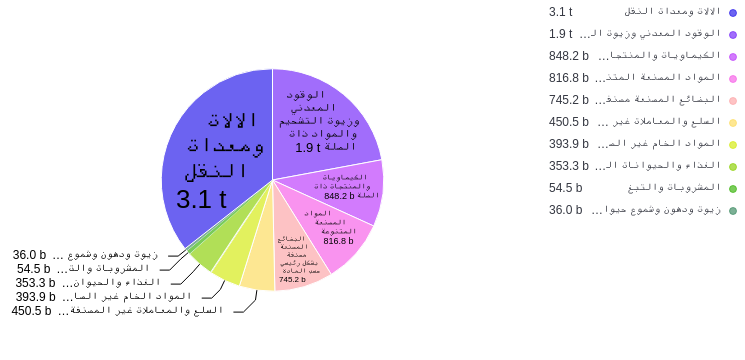 الالات ومعدات النقل 3.1 t
الوقود المعدني وزيوت الـ... 1.9 t
الكيماويات والمنتجا... 848.2 b
المواد المصنعة المتنـ... 816.8 b
البضائع المصنعة مصنفـ... 745.2 b
السلع والمعاملات غير ... 450.5 b
المواد الخام غير الصـ... 393.9 b
الغذاء والحيوانات الـ... 353.3 b
المشروبات والتبغ 54.5 b
زيوت ودهون وشموع حيوا... 36.0 b
الالات
ومعدات
النقل
3.1 t
الوقود
المعدني
وزيوت التشحيم
والمواد ذات
الصلة 1.9 t
الكيماويات
والمنتجات ذات
الصلة 848.2 b
المواد
المصنعة
المتنوعة
816.8 b
البضائع
المصنعة
مصنفة
بشكل رئيسي
حسب المادة
745.2 b
زيوت ودهون وشموع ... 36.0 b
المشروبات والتـ... 54.5 b
الغذاء والحيوان... 353.3 b
المواد الخام غير الصا... 393.9 b
السلع والمعاملات غير المصنفة... 450.5 b